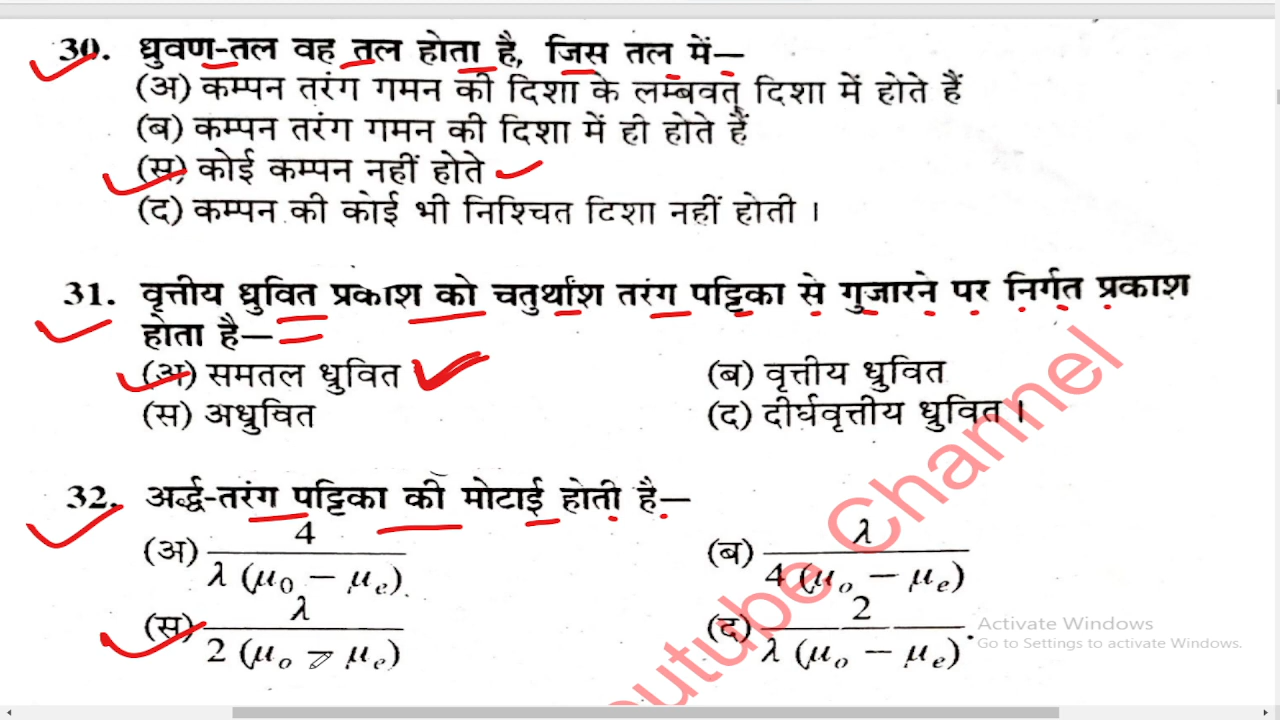 30. ध्रुवण-तल वह तल होता है, जिस तल में—
(अ) कम्पन तरंग गमन की दिशा के लम्बवत् दिशा में होते हैं
(ब) कम्पन तरंग गमन की दिशा में ही होते हैं
(स) कोई कम्पन नहीं होते
(द) कम्पन की कोई भी निश्चित दिशा नहीं होती ।
31. वृत्तीय ध्रुवित प्रकाश को चतुर्थांश तरंग पट्टिका से गुजारने पर निर्गत प्रकाश
होता है—
(अ) समतल ध्रुवित (ब) वृत्तीय ध्रुवित
(स) अध्रुवित (द) दीर्घवृत्तीय ध्रुवित ।
32. अर्द्ध-तरंग पट्टिका की मोटाई होती है—
(अ) 4 / λ (μ0 − μe) (ब) λ / 4 (μo − μe)
(स) λ / 2 (μo − μe) (द) 2 / λ (μo − μe).
Channel
Activate Windows
Go to Settings to activate Windows.